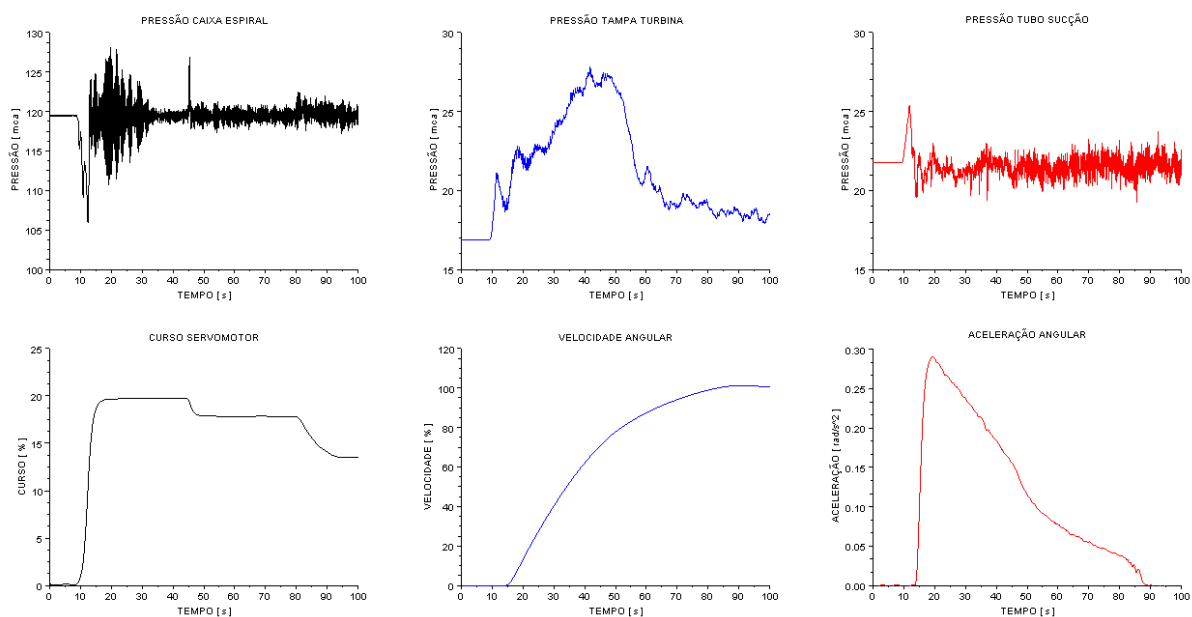 PRESSÃO CAIXA ESPIRAL
PRESSÃO [ mca ]
130
125
120
115
110
105
100
0 10 20 30 40 50 60 70 80 90 100
TEMPO [ s ]
PRESSÃO TAMPA TURBINA
PRESSÃO [ mca ]
30
25
20
15
0 10 20 30 40 50 60 70 80 90 100
TEMPO [ s ]
PRESSÃO TUBO SUCÇÃO
PRESSÃO [ mca ]
30
25
20
15
0 10 20 30 40 50 60 70 80 90 100
TEMPO [ s ]
CURSO SERVOMOTOR
CURSO [ % ]
25
20
15
10
5
0
0 10 20 30 40 50 60 70 80 90 100
TEMPO [ s ]
VELOCIDADE ANGULAR
VELOCIDADE [ % ]
120
100
80
60
40
20
0
0 10 20 30 40 50 60 70 80 90 100
TEMPO [ s ]
ACELERAÇÃO ANGULAR
ACELERAÇÃO [ rad/s^2 ]
0.30
0.25
0.20
0.15
0.10
0.05
0.00
0 10 20 30 40 50 60 70 80 90 100
TEMPO [ s ]